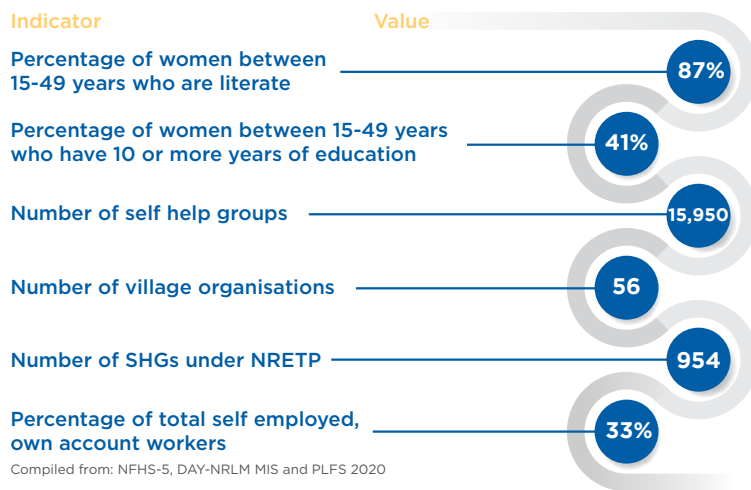 Indicator Value
Percentage of women between
15-49 years who are literate
87%
Percentage of women between 15-49 years
who have 10 or more years of education
41%
Number of self help groups
15,950
Number of village organisations
56
Number of SHGs under NRETP
954
Percentage of total self employed,
own account workers
33%
Compiled from: NFHS-5, DAY-NRLM MIS and PLFS 2020